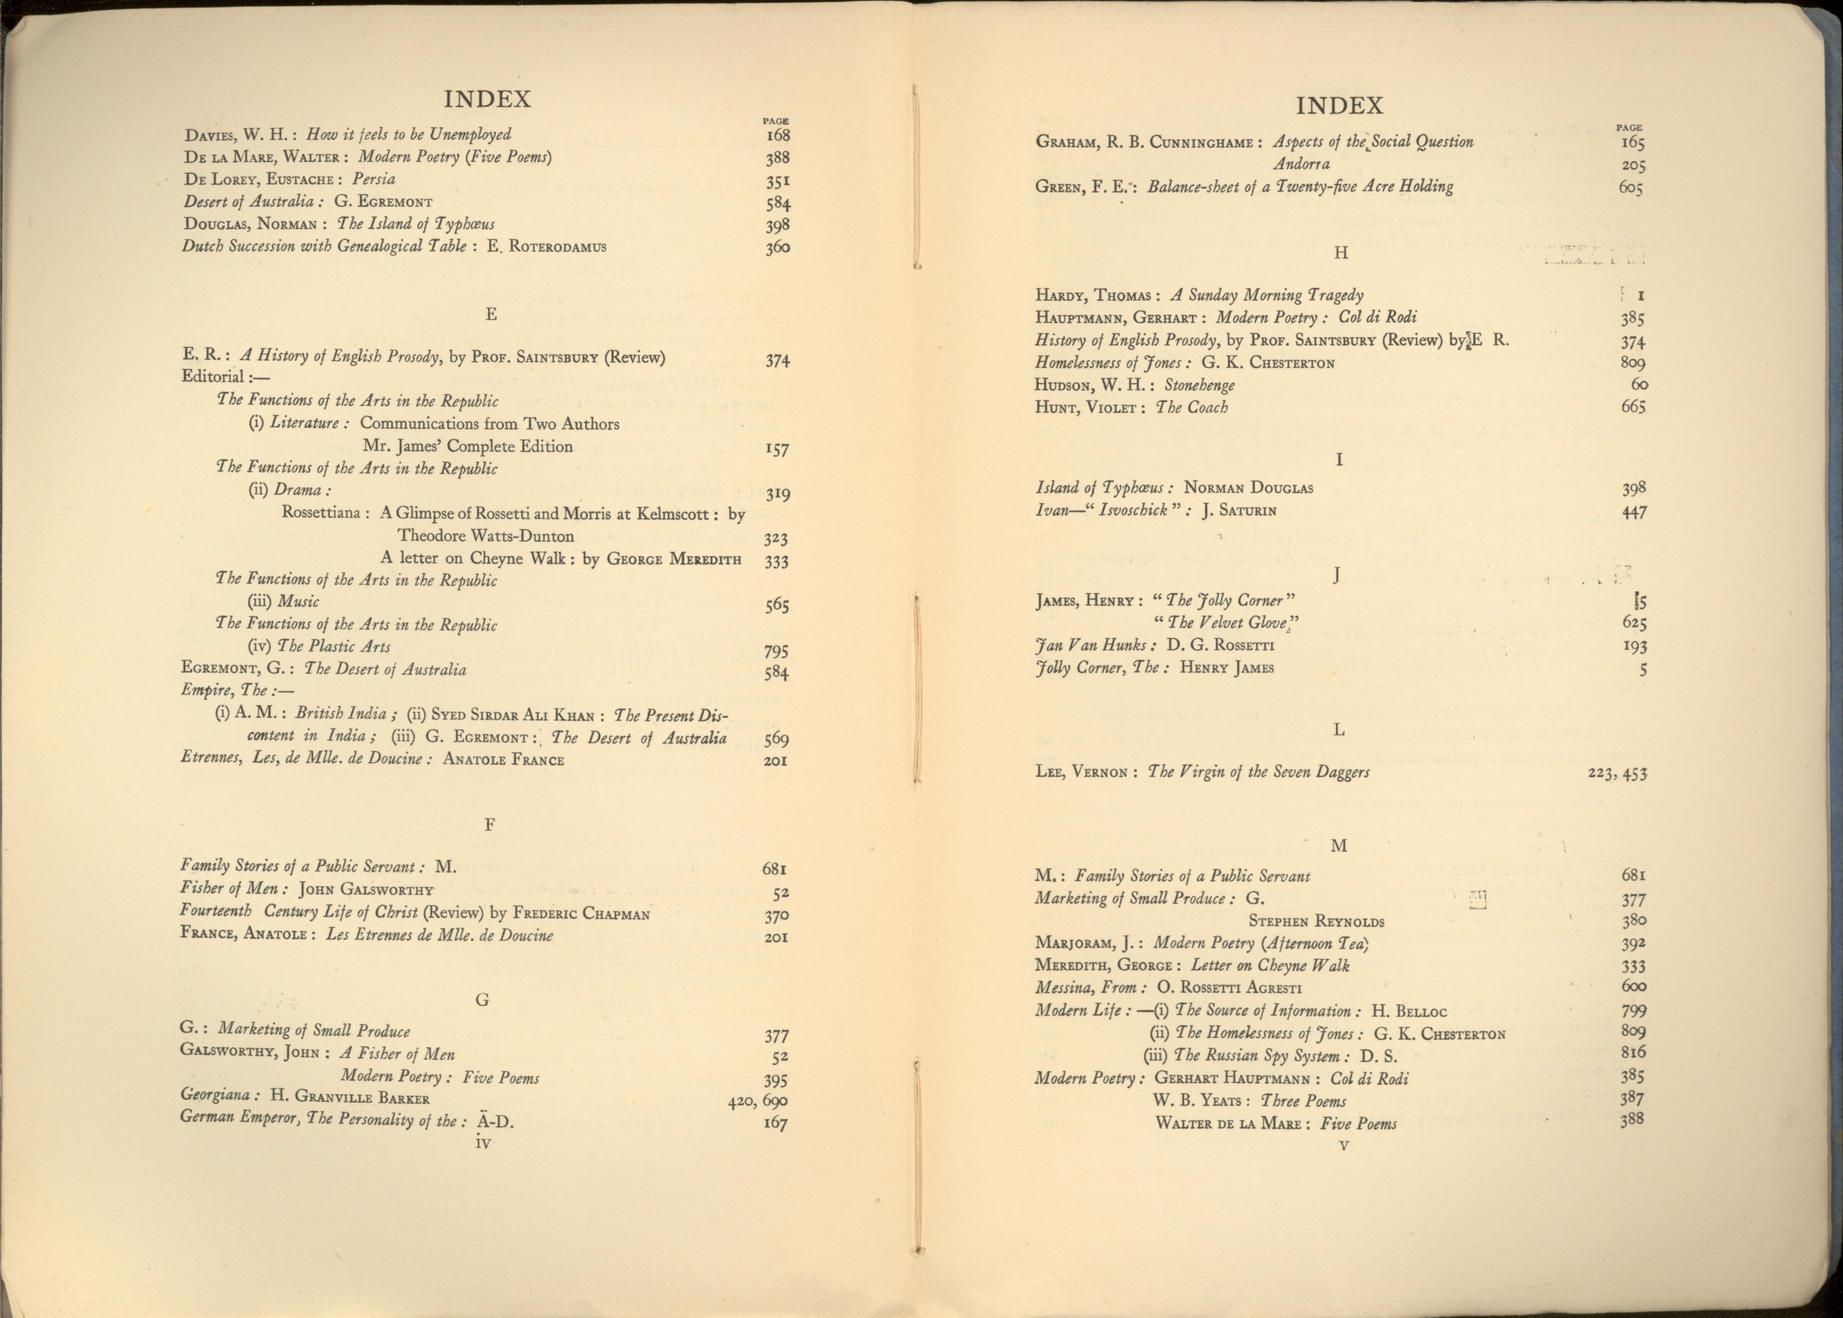 INDEX
PAGE
DAVIES, W. H. : How it feels to be Unemployed 168
DE LA MARE, WALTER : Modern Poetry (Five Poems) 388
DE LOREY, EUSTACHE : Persia 351
Desert of Australia : G. EGREMONT 584
DOUGLAS, NORMAN : The Island of Typhœus 398
Dutch Succession with Genealogical Table : E. ROTERODAMUS 360
E
E. R. : A History of English Prosody, by PROF. SAINTSBURY (Review) 374
Editorial :—
The Functions of the Arts in the Republic
(i) Literature : Communications from Two Authors
Mr. James' Complete Edition 157
The Functions of the Arts in the Republic
(ii) Drama : 319
Rossettiana : A Glimpse of Rossetti and Morris at Kelmscott : by
Theodore Watts-Dunton 323
A letter on Cheyne Walk : by GEORGE MEREDITH 333
The Functions of the Arts in the Republic
(iii) Music 565
The Functions of the Arts in the Republic
(iv) The Plastic Arts 795
EGREMONT, G. : The Desert of Australia 584
Empire, The :—
(i) A. M. : British India ; (ii) SYED SIRDAR ALI KHAN : The Present Dis-
content in India ; (iii) G. EGREMONT : The Desert of Australia 569
Etrennes, Les, de Mlle. de Doucine : ANATOLE FRANCE 201
F
Family Stories of a Public Servant : M. 681
Fisher of Men : JOHN GALSWORTHY 52
Fourteenth Century Life of Christ (Review) by FREDERIC CHAPMAN 370
FRANCE, ANATOLE : Les Etrennes de Mlle. de Doucine 201
G
G. : Marketing of Small Produce 377
GALSWORTHY, JOHN : A Fisher of Men 52
Modern Poetry : Five Poems 395
Georgiana : H. GRANVILLE BARKER 420, 690
German Emperor, The Personality of the : Ā-D. 167
iv
INDEX
PAGE
GRAHAM, R. B. CUNNINGHAME : Aspects of the Social Question 165
Andorra 205
GREEN, F. E. : Balance-sheet of a Twenty-five Acre Holding 605
H
HARDY, THOMAS : A Sunday Morning Tragedy 1
HAUPTMANN, GERHART : Modern Poetry : Col di Rodi 385
History of English Prosody, by PROF. SAINTSBURY (Review) by E R. 374
Homelessness of Jones : G. K. CHESTERTON 809
HUDSON, W. H. : Stonehenge 60
HUNT, VIOLET : The Coach 665
I
Island of Typhœus : NORMAN DOUGLAS 398
Ivan—“ Isvoschick ” : J. SATURIN 447
J
JAMES, HENRY : “ The Jolly Corner ” 5
“ The Velvet Glove ” 625
Jan Van Hunks : D. G. ROSSETTI 193
Jolly Corner, The : HENRY JAMES 5
L
LEE, VERNON : The Virgin of the Seven Daggers 223, 453
M
M. : Family Stories of a Public Servant 681
Marketing of Small Produce : G. 377
STEPHEN REYNOLDS 380
MARJORAM, J. : Modern Poetry (Afternoon Tea) 392
MEREDITH, GEORGE : Letter on Cheyne Walk 333
Messina, From : O. ROSSETTI AGRESTI 600
Modern Life : —(i) The Source of Information : H. BELLOC 799
(ii) The Homelessness of Jones : G. K. CHESTERTON 809
(iii) The Russian Spy System : D. S. 816
Modern Poetry : GERHART HAUPTMANN : Col di Rodi 385
W. B. YEATS : Three Poems 387
WALTER DE LA MARE : Five Poems 388
v